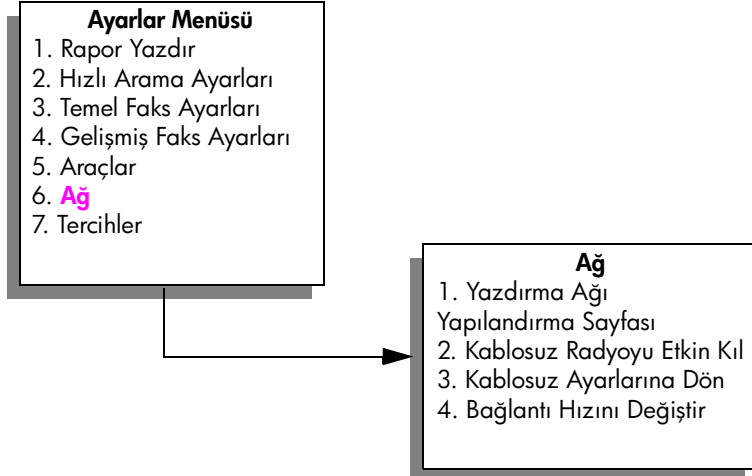 Ayarlar Menüsü
1. Rapor Yazdır
2. Hızlı Arama Ayarları
3. Temel Faks Ayarları
4. Gelişmiş Faks Ayarları
5. Araçlar
6. Ağ
7. Tercihler
Ağ
1. Yazdırma Ağı
Yapılandırma Sayfası
2. Kablosuz Radyoyu Etkin Kıl
3. Kablosuz Ayarlarına Dön
4. Bağlantı Hızını Değiştir